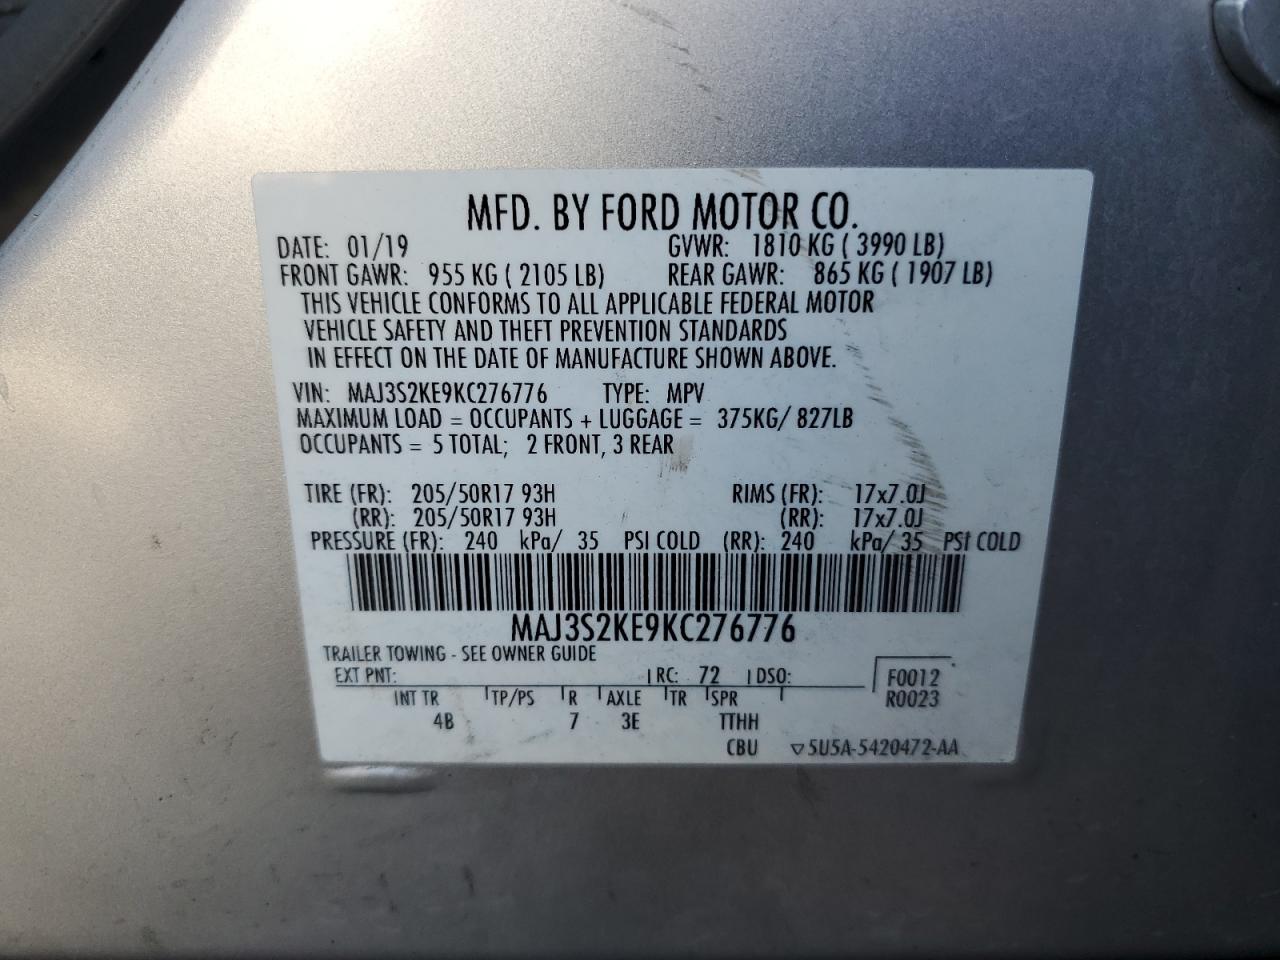 MFD. BY FORD MOTOR CO.
DATE: 01/19 GVWR: 1810 KG ( 3990 LB)
FRONT GAWR: 955 KG ( 2105 LB) REAR GAWR: 865 KG ( 1907 LB)
THIS VEHICLE CONFORMS TO ALL APPLICABLE FEDERAL MOTOR
VEHICLE SAFETY AND THEFT PREVENTION STANDARDS
IN EFFECT ON THE DATE OF MANUFACTURE SHOWN ABOVE.
VIN: MAJ3S2KE9KC276776 TYPE: MPV
MAXIMUM LOAD = OCCUPANTS + LUGGAGE = 375KG/ 827LB
OCCUPANTS = 5 TOTAL; 2 FRONT, 3 REAR
TIRE (FR): 205/50R17 93H RIMS (FR): 17x7.0J
(RR): 205/50R17 93H (RR): 17x7.0J
PRESSURE (FR): 240 kPa/ 35 PSI COLD (RR): 240 kPa/ 35 PSI COLD
MAJ3S2KE9KC276776
TRAILER TOWING - SEE OWNER GUIDE
EXT PNT: RC: 72 DSO: F0012
INT TR TP/PS R AXLE TR SPR R0023
4B 7 3E TTHH
CBU ▽5U5A-5420472-AA